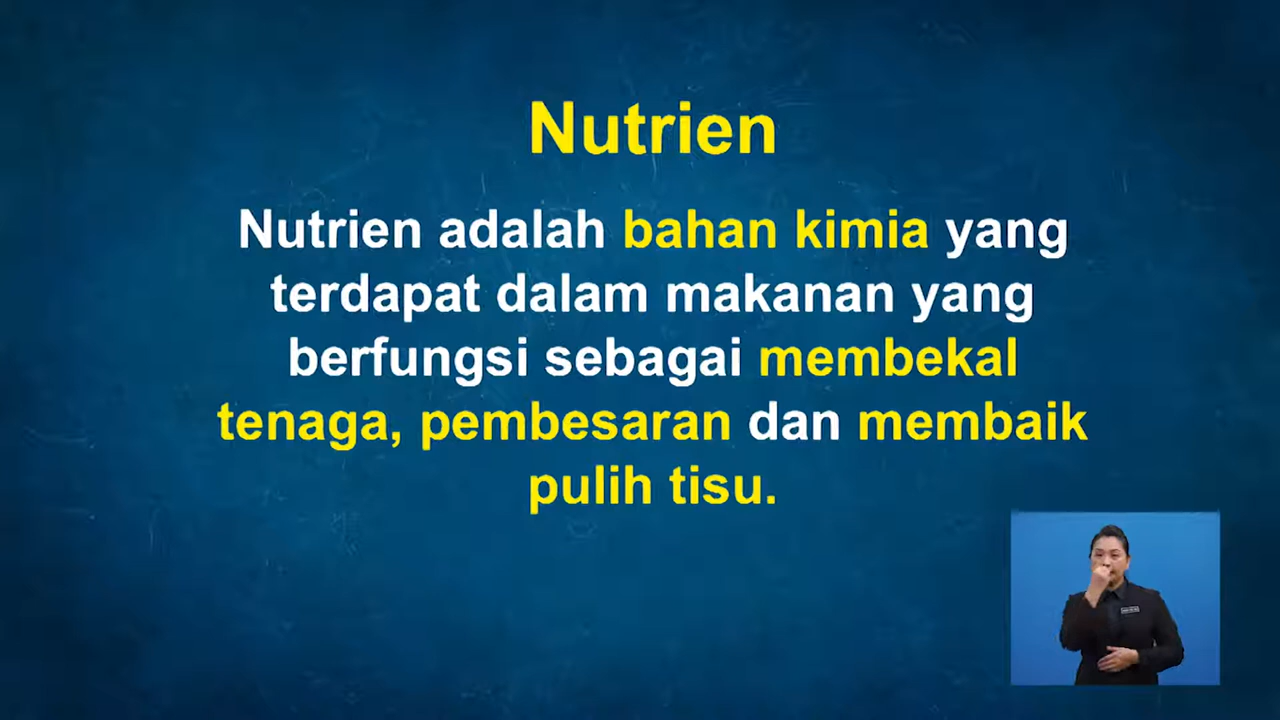 Nutrien
Nutrien adalah bahan kimia yang
terdapat dalam makanan yang
berfungsi sebagai membekal
tenaga, pembesaran dan membaik
pulih tisu.